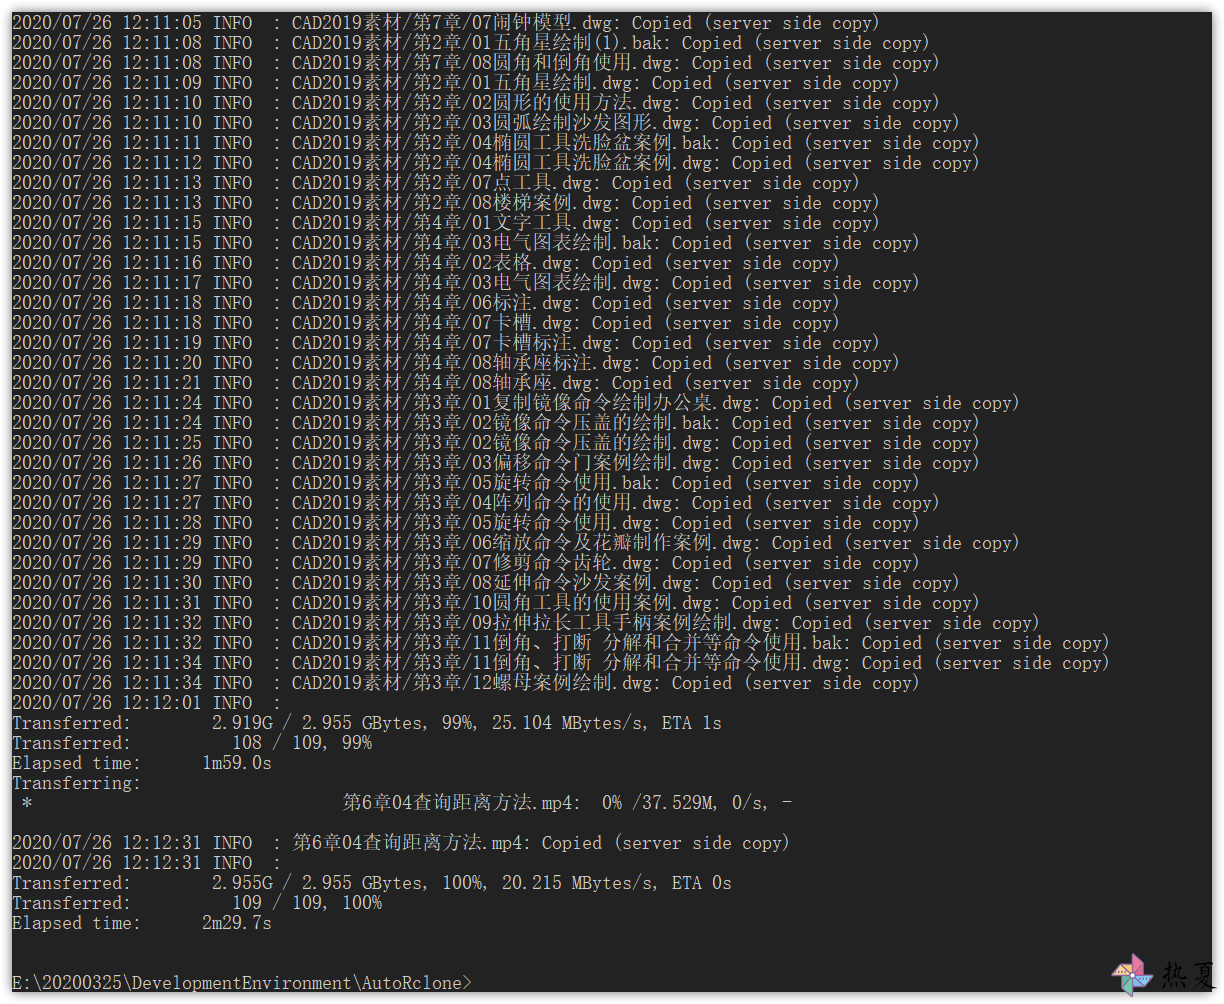 2020/07/26 12:11:05 INFO  : CAD2019素材/第7章/07闹钟模型.dwg: Copied (server side copy)
2020/07/26 12:11:08 INFO  : CAD2019素材/第2章/01五角星绘制(1).bak: Copied (server side copy)
2020/07/26 12:11:08 INFO  : CAD2019素材/第7章/08圆角和倒角使用.dwg: Copied (server side copy)
2020/07/26 12:11:09 INFO  : CAD2019素材/第2章/01五角星绘制.dwg: Copied (server side copy)
2020/07/26 12:11:10 INFO  : CAD2019素材/第2章/02圆形的使用方法.dwg: Copied (server side copy)
2020/07/26 12:11:10 INFO  : CAD2019素材/第2章/03圆弧绘制沙发图形.dwg: Copied (server side copy)
2020/07/26 12:11:11 INFO  : CAD2019素材/第2章/04椭圆工具洗脸盆案例.bak: Copied (server side copy)
2020/07/26 12:11:12 INFO  : CAD2019素材/第2章/04椭圆工具洗脸盆案例.dwg: Copied (server side copy)
2020/07/26 12:11:13 INFO  : CAD2019素材/第2章/07点工具.dwg: Copied (server side copy)
2020/07/26 12:11:13 INFO  : CAD2019素材/第2章/08楼梯案例.dwg: Copied (server side copy)
2020/07/26 12:11:15 INFO  : CAD2019素材/第4章/01文字工具.dwg: Copied (server side copy)
2020/07/26 12:11:15 INFO  : CAD2019素材/第4章/03电气图表绘制.bak: Copied (server side copy)
2020/07/26 12:11:16 INFO  : CAD2019素材/第4章/02表格.dwg: Copied (server side copy)
2020/07/26 12:11:17 INFO  : CAD2019素材/第4章/03电气图表绘制.dwg: Copied (server side copy)
2020/07/26 12:11:18 INFO  : CAD2019素材/第4章/06标注.dwg: Copied (server side copy)
2020/07/26 12:11:18 INFO  : CAD2019素材/第4章/07卡槽.dwg: Copied (server side copy)
2020/07/26 12:11:19 INFO  : CAD2019素材/第4章/07卡槽标注.dwg: Copied (server side copy)
2020/07/26 12:11:20 INFO  : CAD2019素材/第4章/08轴承座标注.dwg: Copied (server side copy)
2020/07/26 12:11:21 INFO  : CAD2019素材/第4章/08轴承座.dwg: Copied (server side copy)
2020/07/26 12:11:24 INFO  : CAD2019素材/第3章/01复制镜像命令绘制办公桌.dwg: Copied (server side copy)
2020/07/26 12:11:24 INFO  : CAD2019素材/第3章/02镜像命令压盖的绘制.bak: Copied (server side copy)
2020/07/26 12:11:25 INFO  : CAD2019素材/第3章/02镜像命令压盖的绘制.dwg: Copied (server side copy)
2020/07/26 12:11:26 INFO  : CAD2019素材/第3章/03偏移命令门案例绘制.dwg: Copied (server side copy)
2020/07/26 12:11:27 INFO  : CAD2019素材/第3章/05旋转命令使用.bak: Copied (server side copy)
2020/07/26 12:11:27 INFO  : CAD2019素材/第3章/04阵列命令的使用.dwg: Copied (server side copy)
2020/07/26 12:11:28 INFO  : CAD2019素材/第3章/05旋转命令使用.dwg: Copied (server side copy)
2020/07/26 12:11:29 INFO  : CAD2019素材/第3章/06缩放命令及花瓣制作案例.dwg: Copied (server side copy)
2020/07/26 12:11:29 INFO  : CAD2019素材/第3章/07修剪命令齿轮.dwg: Copied (server side copy)
2020/07/26 12:11:30 INFO  : CAD2019素材/第3章/08延伸命令沙发案例.dwg: Copied (server side copy)
2020/07/26 12:11:31 INFO  : CAD2019素材/第3章/10圆角工具的使用案例.dwg: Copied (server side copy)
2020/07/26 12:11:32 INFO  : CAD2019素材/第3章/09拉伸拉长工具手柄案例绘制.dwg: Copied (server side copy)
2020/07/26 12:11:32 INFO  : CAD2019素材/第3章/11倒角、打断 分解和合并等命令使用.bak: Copied (server side copy)
2020/07/26 12:11:34 INFO  : CAD2019素材/第3章/11倒角、打断 分解和合并等命令使用.dwg: Copied (server side copy)
2020/07/26 12:11:34 INFO  : CAD2019素材/第3章/12螺母案例绘制.dwg: Copied (server side copy)
2020/07/26 12:12:01 INFO  :
Transferred:        2.919G / 2.955 GBytes, 99%, 25.104 MBytes/s, ETA 1s
Transferred:          108 / 109, 99%
Elapsed time:      1m59.0s
Transferring:
 *                               第6章04查询距离方法.mp4:  0% /37.529M, 0/s, -
2020/07/26 12:12:31 INFO  : 第6章04查询距离方法.mp4: Copied (server side copy)
2020/07/26 12:12:31 INFO  :
Transferred:        2.955G / 2.955 GBytes, 100%, 20.215 MBytes/s, ETA 0s
Transferred:          109 / 109, 100%
Elapsed time:      2m29.7s
E:\20200325\DevelopmentEnvironment\AutoRclone>
热夏